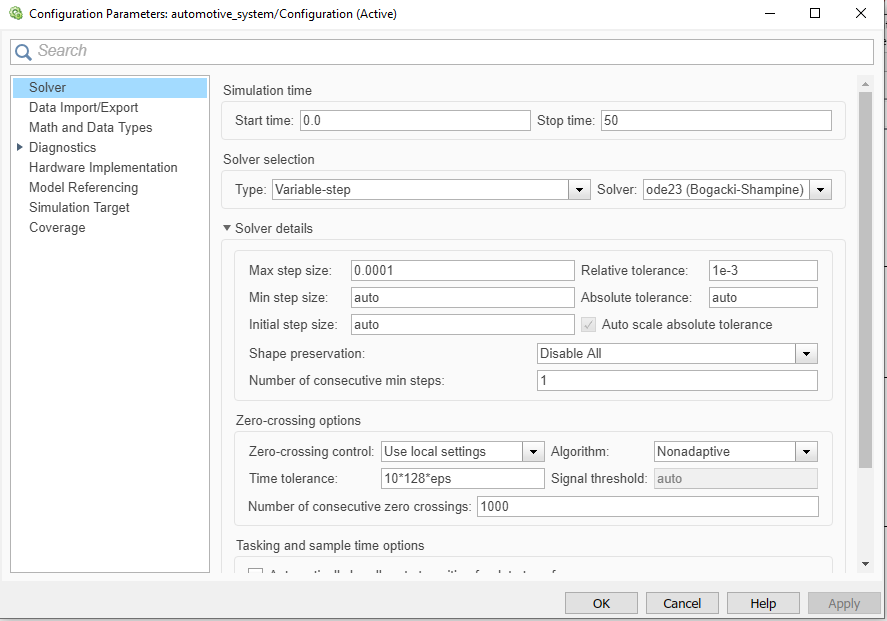 Configuration Parameters: automotive_system/Configuration (Active)
Search
Solver
Data Import/Export
Math and Data Types
Diagnostics
Hardware Implementation
Model Referencing
Simulation Target
Coverage
Simulation time
Start time: 0.0 Stop time: 50
Solver selection
Type: Variable-step Solver: ode23 (Bogacki-Shampine)
Solver details
Max step size: 0.0001 Relative tolerance: 1e-3
Min step size: auto Absolute tolerance: auto
Initial step size: auto Auto scale absolute tolerance
Shape preservation: Disable All
Number of consecutive min steps: 1
Zero-crossing options
Zero-crossing control: Use local settings Algorithm: Nonadaptive
Time tolerance: 10*128*eps Signal threshold: auto
Number of consecutive zero crossings: 1000
Tasking and sample time options
OK Cancel Help Apply